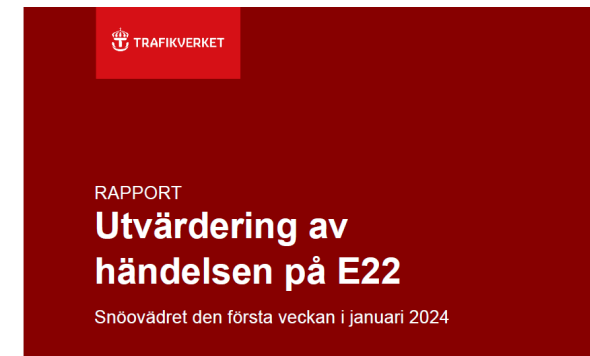 TRAFIKVERKET
RAPPORT
Utvärdering av
händelsen på E22
Snöovädret den första veckan i januari 2024